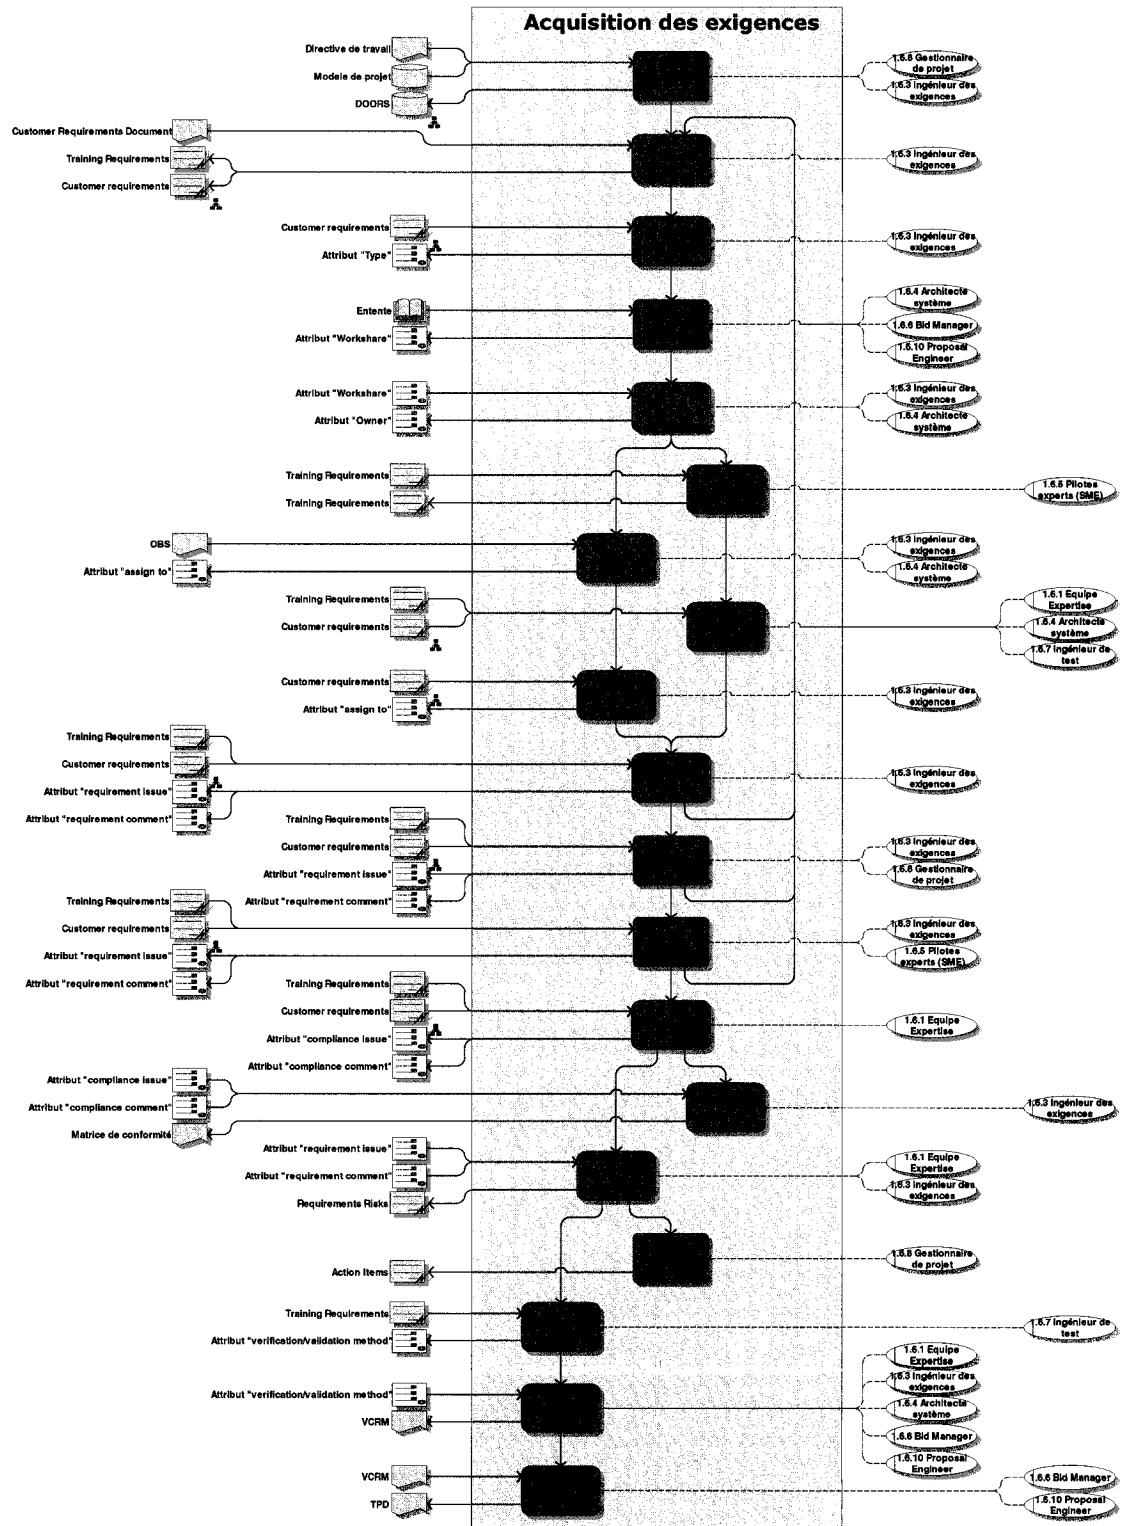 Acquisition des exigences
Directive de travail
Modele de projet
DOORS
1.6.8 Gestionnaire
de projet
1.6.3 Ingénieur des
exigences
Customer Requirements Document
Training Requirements
Customer requirements
1.6.3 Ingénieur des
exigences
Customer requirements
Attribut "Type"
1.6.3 Ingénieur des
exigences
Entente
Attribut "Workshare"
1.6.4 Architecte
système
1.6.6 Bid Manager
1.6.10 Proposal
Engineer
Attribut "Workshare"
Attribut "Owner"
1.6.3 Ingénieur des
exigences
1.6.4 Architecte
système
Training Requirements
Training Requirements
1.6.5 Pilotes
experts (SME)
OBS
Attribut "assign to"
1.6.3 Ingénieur des
exigences
1.6.4 Architecte
système
Training Requirements
Customer requirements
1.6.1 Equipe
Expertise
1.6.4 Architecte
système
1.6.7 Ingénieur de
test
Customer requirements
Attribut "assign to"
1.6.3 Ingénieur des
exigences
Training Requirements
Customer requirements
Attribut "requirement issue"
Attribut "requirement comment"
1.6.3 Ingénieur des
exigences
Training Requirements
Customer requirements
Attribut "requirement issue"
Attribut "requirement comment"
1.6.3 Ingénieur des
exigences
1.6.8 Gestionnaire
de projet
Training Requirements
Customer requirements
Attribut "requirement issue"
Attribut "requirement comment"
1.6.3 Ingénieur des
exigences
1.6.5 Pilotes
experts (SME)
Training Requirements
Customer requirements
Attribut "compliance issue"
Attribut "compliance comment"
1.6.1 Equipe
Expertise
Attribut "compliance issue"
Attribut "compliance comment"
Matrice de conformité
1.6.3 Ingénieur des
exigences
Attribut "requirement issue"
Attribut "requirement comment"
Requirements Risks
1.6.1 Equipe
Expertise
1.6.3 Ingénieur des
exigences
Action Items
1.6.8 Gestionnaire
de projet
Training Requirements
Attribut "verification/validation method"
1.6.7 Ingénieur de
test
Attribut "verification/validation method"
VCRM
1.6.1 Equipe
Expertise
1.6.3 Ingénieur des
exigences
1.6.4 Architecte
système
1.6.6 Bid Manager
1.6.10 Proposal
Engineer
VCRM
TPD
1.6.6 Bid Manager
1.6.10 Proposal
Engineer